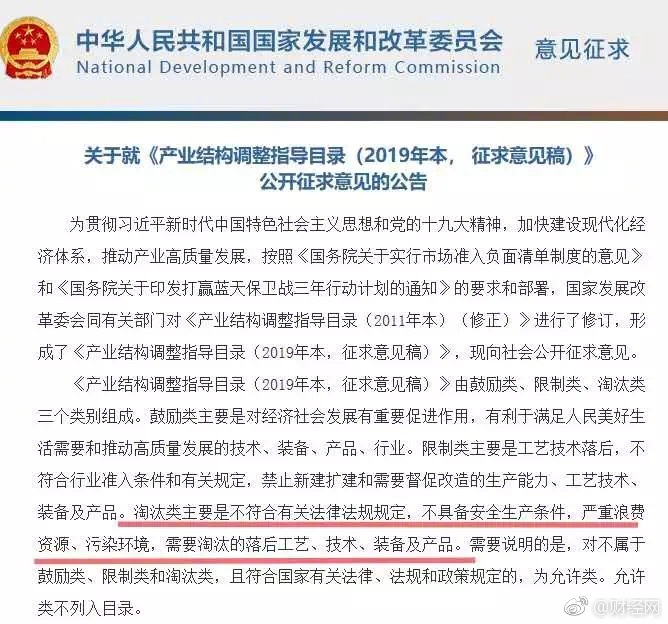 中华人民共和国国家发展和改革委员会
National Development and Reform Commission
意见征求
关于就《产业结构调整指导目录（2019年本， 征求意见稿）》
公开征求意见的公告
为贯彻习近平新时代中国特色社会主义思想和党的十九大精神，加快建设现代化经
济体系，推动产业高质量发展，按照《国务院关于实行市场准入负面清单制度的意见》
和《国务院关于印发打赢蓝天保卫战三年行动计划的通知》的要求和部署，国家发展改
革委会同有关部门对《产业结构调整指导目录（2011年本）（修正）》进行了修订，形
成了《产业结构调整指导目录（2019年本，征求意见稿）》，现向社会公开征求意见。
《产业结构调整指导目录（2019年本，征求意见稿）》由鼓励类、限制类、淘汰类
三个类别组成。鼓励类主要是对经济社会发展有重要促进作用，有利于满足人民美好生
活需要和推动高质量发展的技术、装备、产品、行业。限制类主要是工艺技术落后，不
符合行业准入条件和有关规定，禁止新建扩建和需要督促改造的生产能力、工艺技术、
装备及产品。淘汰类主要是不符合有关法律法规规定，不具备安全生产条件，严重浪费
资源、污染环境，需要淘汰的落后工艺、技术、装备及产品。需要说明的是，对不属于
鼓励类、限制类和淘汰类，且符合国家有关法律、法规和政策规定的，为允许类。允许
类不列入目录。
@财经网